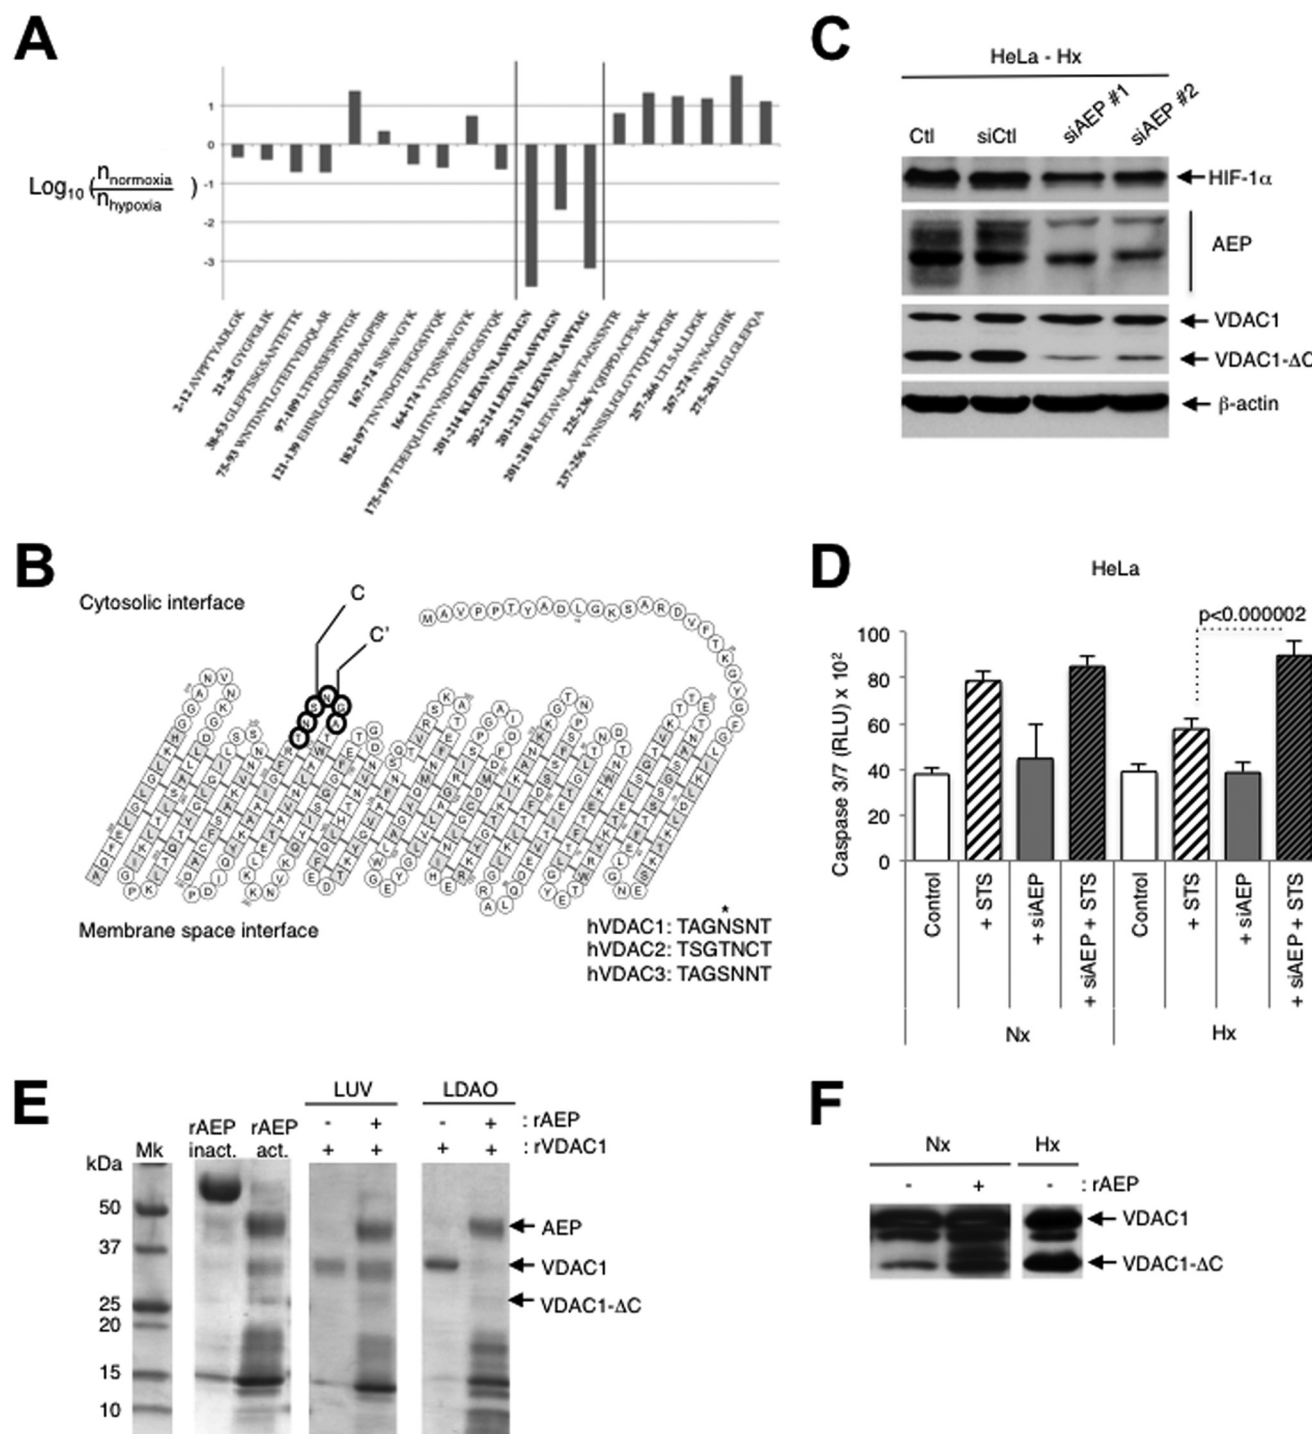 A
Log10 ( nnormoxia / nhypoxia )
1
0
-1
-2
-3
2-12 AVPPTYADLGK
21-28 GYGFGLIK
38-53 GLEFTSSGSANTETTK
75-93 WNTDNTLGTEITVEDQLAR
97-109 LTFDSSFSPNTGK
121-139 EHINLGCDMDFDIAGPSIR
167-174 SNFAVGYK
164-174 VTQSNFAVGYK
182-197 TNVNDGTEFGGSIYQK
175-197 TDEFQLHTNVNDGTEFGGSIYQK
201-214 KLETAVNLAWTAGN
202-214 LETAVNLAWTAGN
201-213 KLETAVNLAWTAG
201-218 KLETAVNLAWTAGNSNTR
225-236 YQIDPDACFSAK
237-256 VNNSSLIGLGYTQTLKPGIK
257-266 LTLSALLDGK
267-274 NVNAGGHK
275-283 LGLGLEFQA
B
Cytosolic interface
C
C'
Membrane space interface
*
hVDAC1: TAGNSNT
hVDAC2: TSGTNCT
hVDAC3: TAGSNNT
C
HeLa - Hx
Ctl siCtl siAEP #1 siAEP #2
HIF-1α
AEP
VDAC1
VDAC1-ΔC
β-actin
D
HeLa
p<0.000002
Caspase 3/7 (RLU) x 10²
100
80
60
40
20
0
Control + STS + siAEP + siAEP + STS Control + STS + siAEP + siAEP + STS
Nx Hx
E
LUV LDAO
rAEP inact. rAEP act. - + - + : rAEP
Mk + + + + : rVDAC1
kDa
50
37
25
20
15
10
AEP
VDAC1
VDAC1-ΔC
F
Nx Hx
- + - : rAEP
VDAC1
VDAC1-ΔC